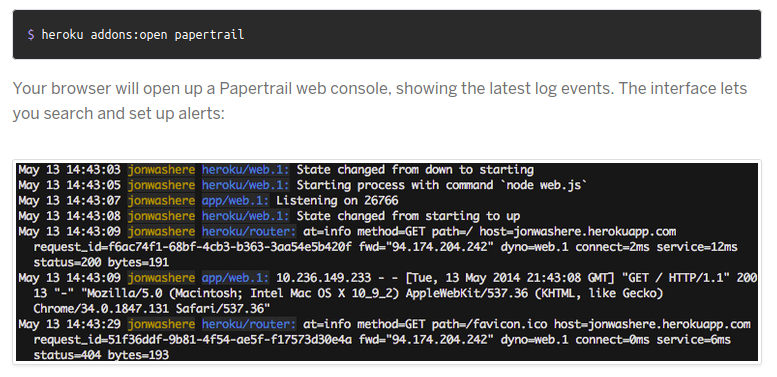 $ heroku addons:open papertrail
Your browser will open up a Papertrail web console, showing the latest log events. The interface lets
you search and set up alerts:
May 13 14:43:03 jonwashere heroku/web.1: State changed from down to starting
May 13 14:43:05 jonwashere heroku/web.1: Starting process with command `node web.js`
May 13 14:43:07 jonwashere app/web.1: Listening on 26766
May 13 14:43:08 jonwashere heroku/web.1: State changed from starting to up
May 13 14:43:09 jonwashere heroku/router: at=info method=GET path=/ host=jonwashere.herokuapp.com
request_id=f6ac74f1-68bf-4cb3-b363-3aa54e5b420f fwd="94.174.204.242" dyno=web.1 connect=2ms service=12ms
status=200 bytes=191
May 13 14:43:09 jonwashere app/web.1: 10.236.149.233 - - [Tue, 13 May 2014 21:43:08 GMT] "GET / HTTP/1.1" 200
13 "-" "Mozilla/5.0 (Macintosh; Intel Mac OS X 10_9_2) AppleWebKit/537.36 (KHTML, like Gecko)
Chrome/34.0.1847.131 Safari/537.36"
May 13 14:43:29 jonwashere heroku/router: at=info method=GET path=/favicon.ico host=jonwashere.herokuapp.com
request_id=51f36ddf-9b81-4f54-ae5f-f17573d30e4a fwd="94.174.204.242" dyno=web.1 connect=0ms service=6ms
status=404 bytes=193